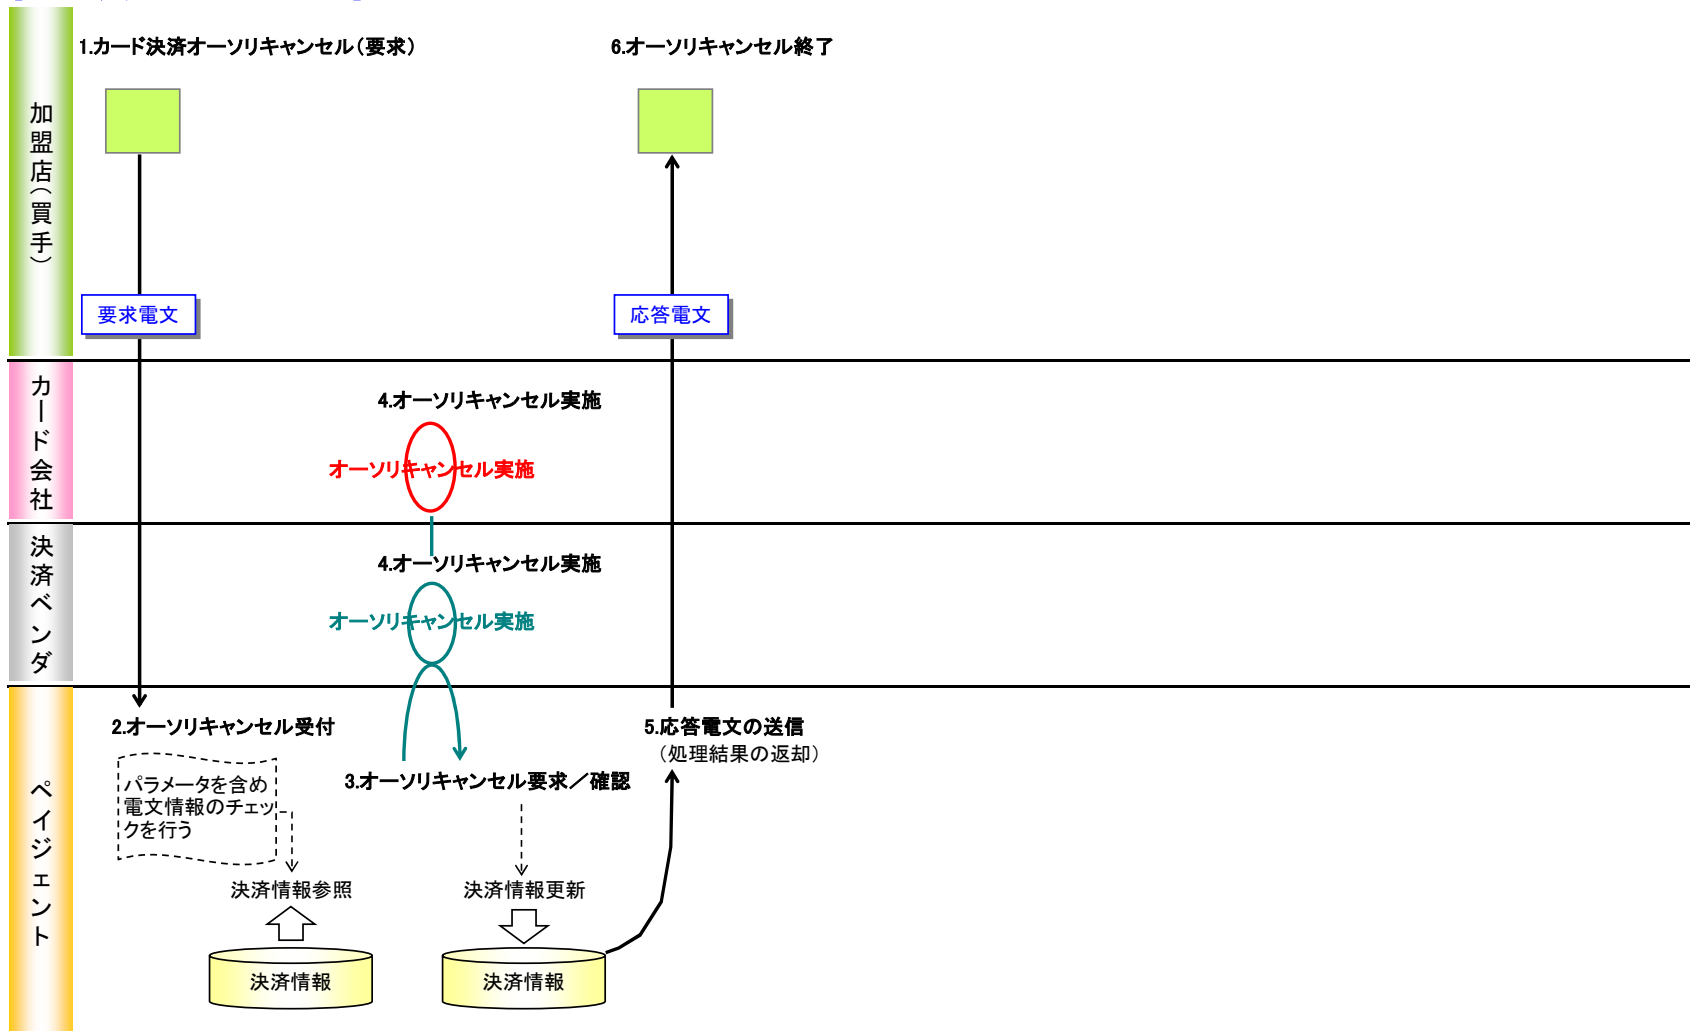 1.カード決済オーソリキャンセル（要求）
6.オーソリキャンセル終了
加盟店（買手）
要求電文
応答電文
カード会社
4.オーソリキャンセル実施
オーソリキャンセル実施
決済ベンダ
4.オーソリキャンセル実施
オーソリキャンセル実施
ペイジェント
2.オーソリキャンセル受付
5.応答電文の送信
（処理結果の返却）
3.オーソリキャンセル要求／確認
パラメータを含め
電文情報のチェッ
クを行う
決済情報参照
決済情報更新
決済情報
決済情報